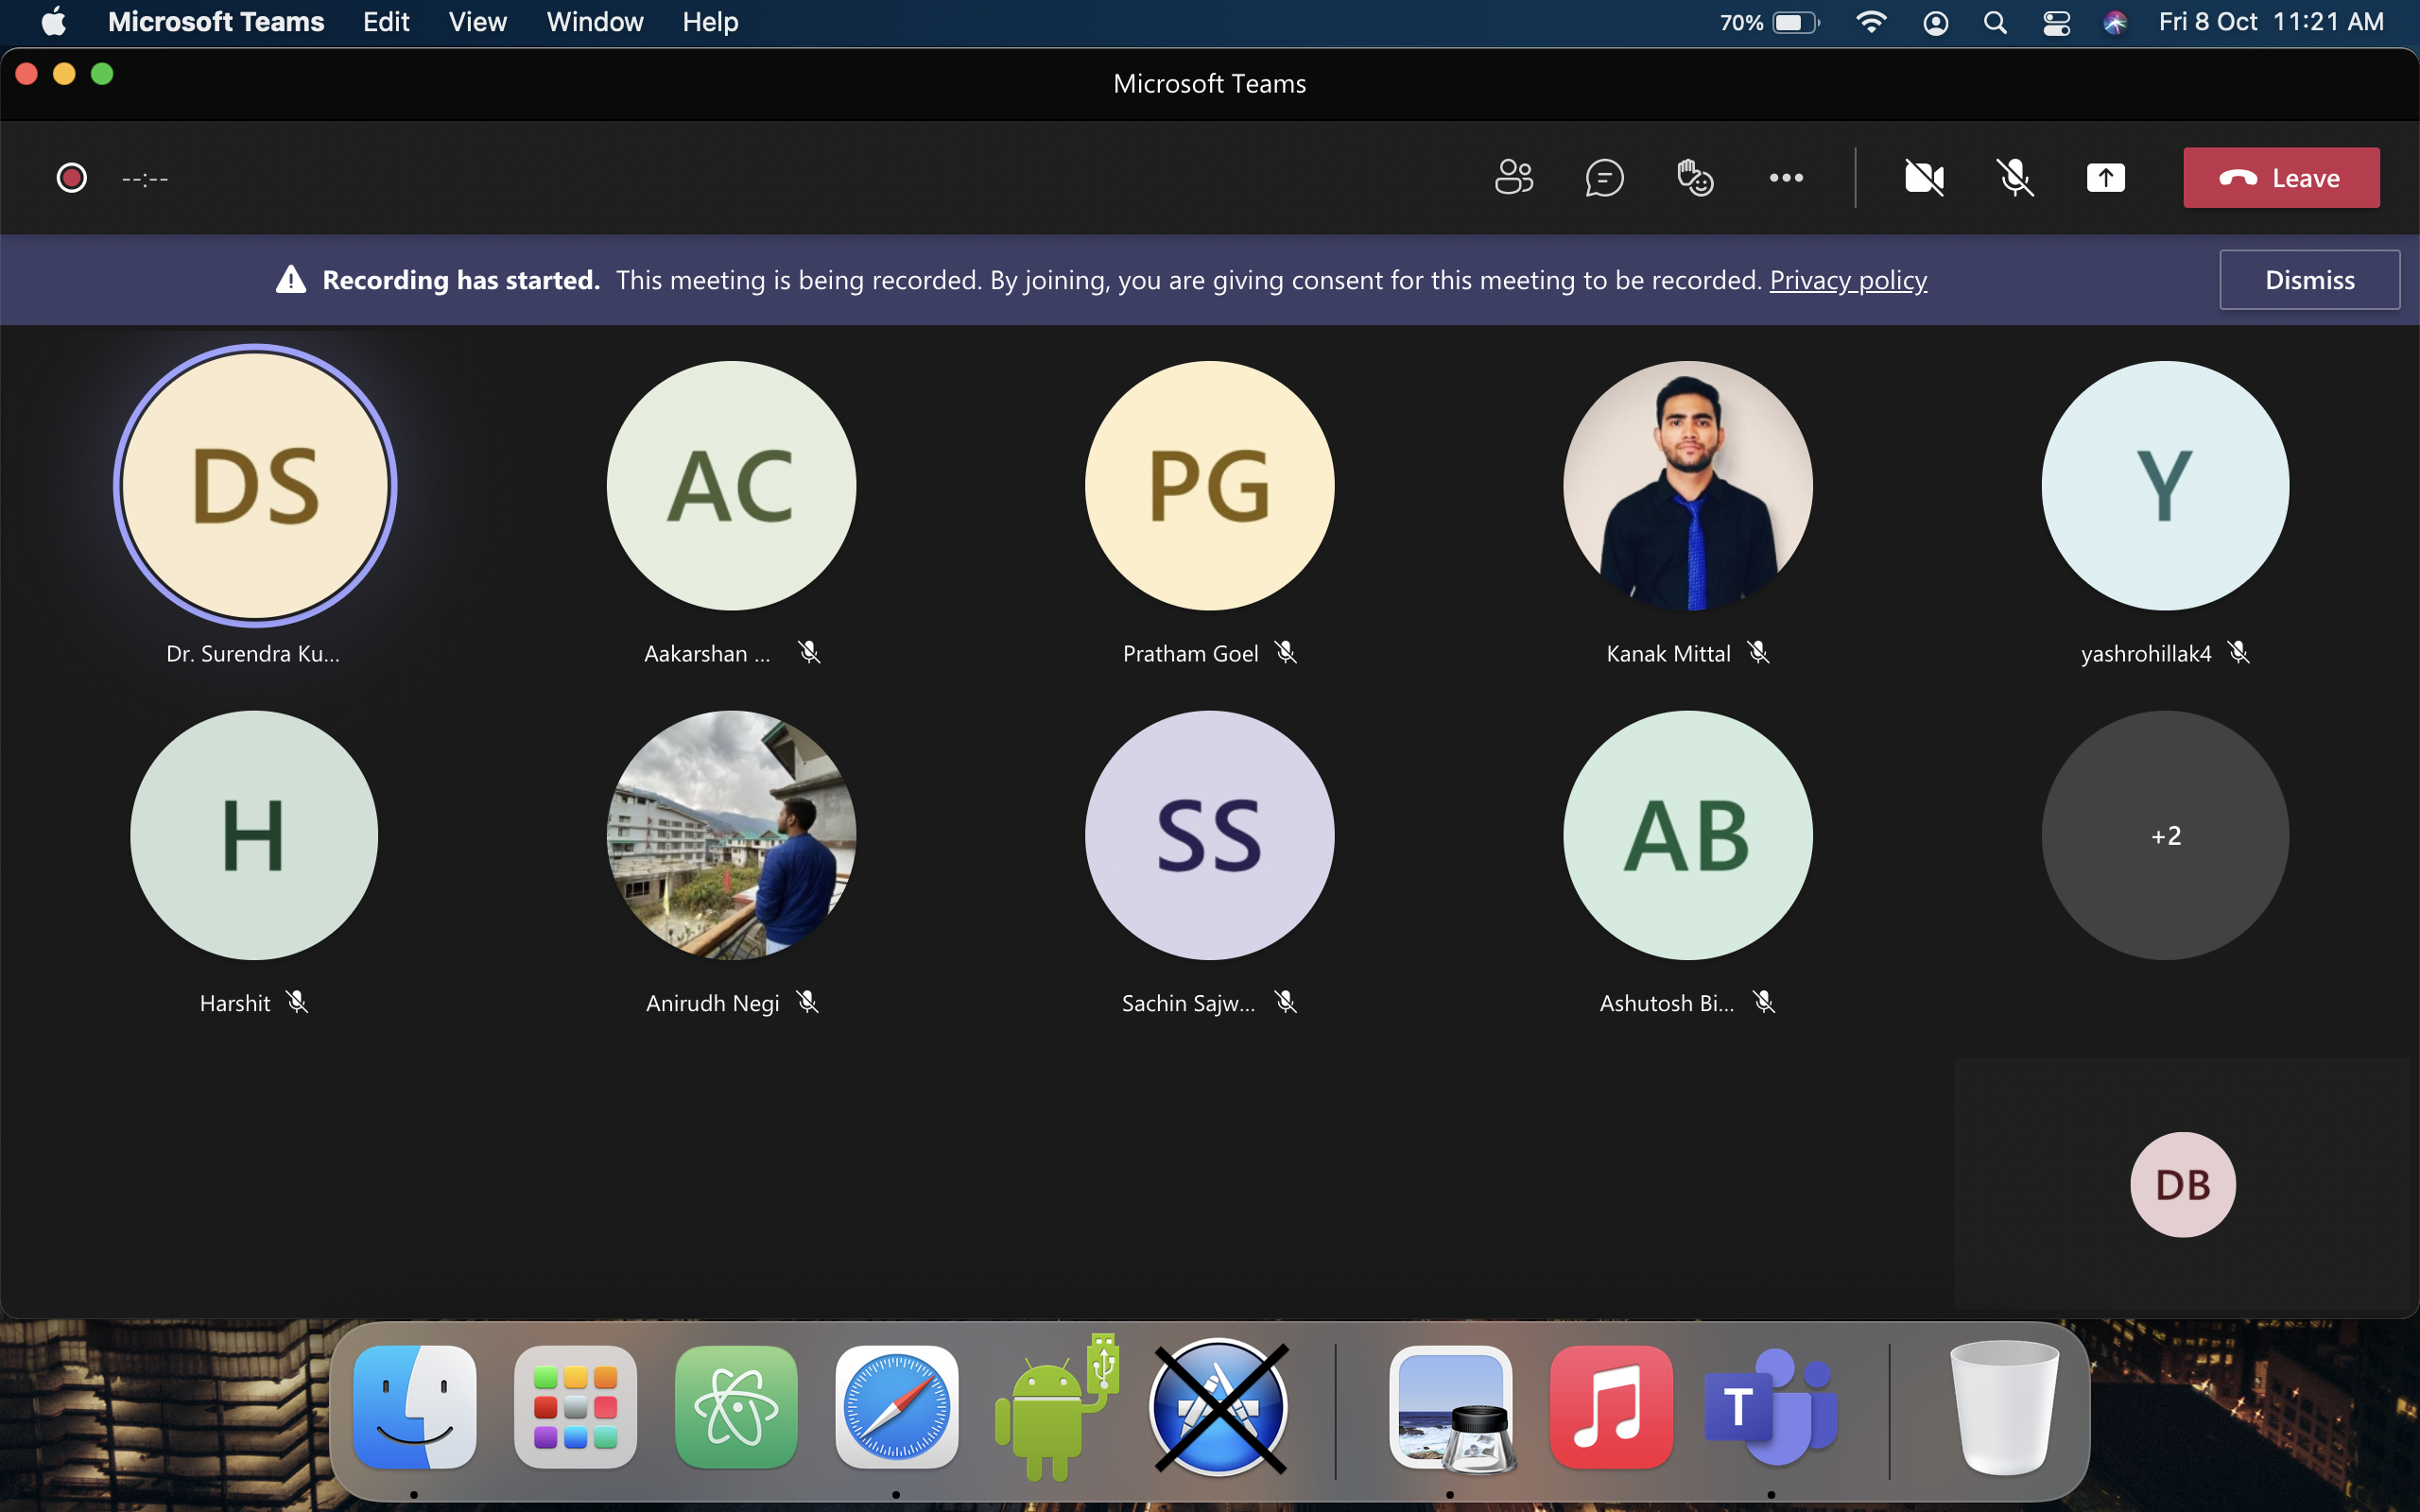 Microsoft Teams Edit View Window Help 70% Fri 8 Oct 11:21 AM
Microsoft Teams
--:-- Leave
Recording has started. This meeting is being recorded. By joining, you are giving consent for this meeting to be recorded. Privacy policy Dismiss
DS AC PG Y
Dr. Surendra Ku... Aakarshan ... Pratham Goel Kanak Mittal yashrohillak4
H SS AB +2
Harshit Anirudh Negi Sachin Sajw... Ashutosh Bi...
DB
T